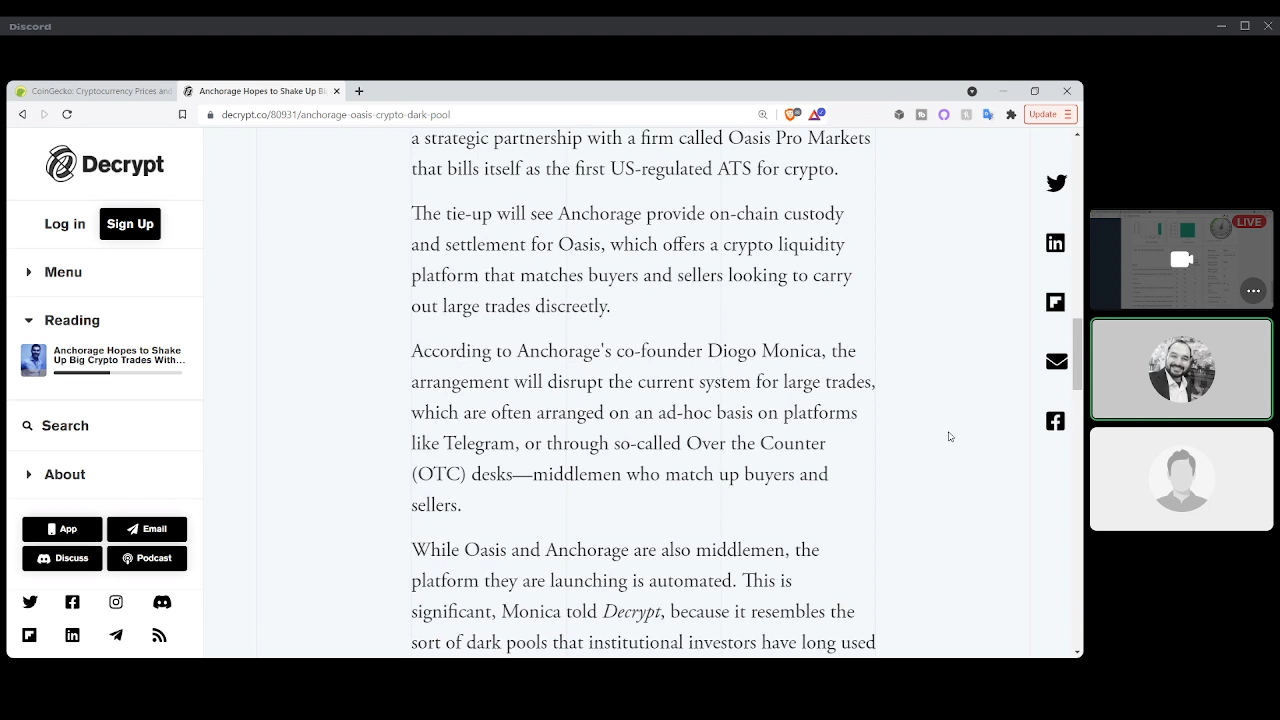 Discord
CoinGecko: Cryptocurrency Prices and
Anchorage Hopes to Shake Up Bi
decrypt.co/80931/anchorage-oasis-crypto-dark-pool
Update
Decrypt
Log in
Sign Up
Menu
Reading
Anchorage Hopes to Shake
Up Big Crypto Trades With...
Search
About
App
Email
Discuss
Podcast
a strategic partnership with a firm called Oasis Pro Markets
that bills itself as the first US-regulated ATS for crypto.
The tie-up will see Anchorage provide on-chain custody
and settlement for Oasis, which offers a crypto liquidity
platform that matches buyers and sellers looking to carry
out large trades discreetly.
According to Anchorage's co-founder Diogo Monica, the
arrangement will disrupt the current system for large trades,
which are often arranged on an ad-hoc basis on platforms
like Telegram, or through so-called Over the Counter
(OTC) desks—middlemen who match up buyers and
sellers.
While Oasis and Anchorage are also middlemen, the
platform they are launching is automated. This is
significant, Monica told Decrypt, because it resembles the
sort of dark pools that institutional investors have long used
LIVE